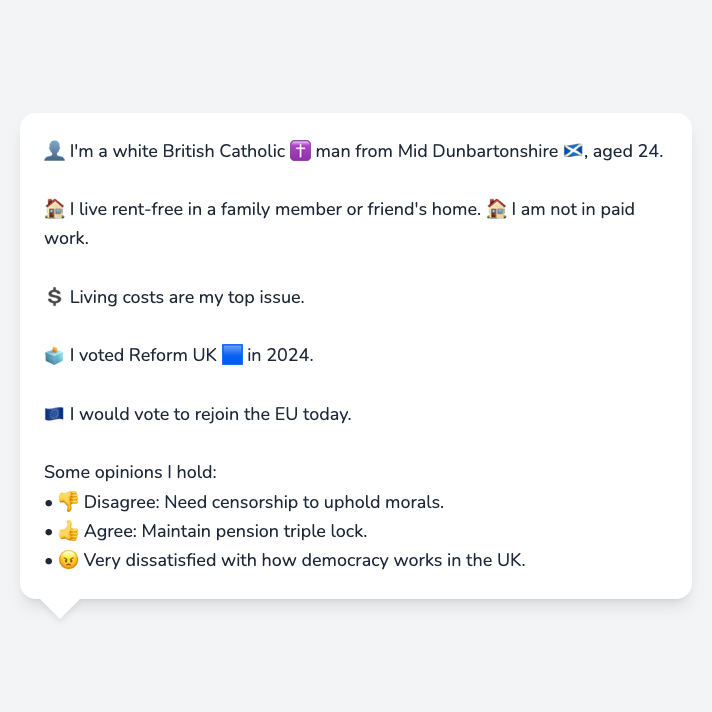 👤 I'm a white British Catholic ✝️ man from Mid Dunbartonshire 🏴󠁧󠁢󠁳󠁣󠁴󠁿, aged 24.
🏠 I live rent-free in a family member or friend's home. 🏠 I am not in paid
work.
💲 Living costs are my top issue.
🗳️ I voted Reform UK 🟦 in 2024.
🇪🇺 I would vote to rejoin the EU today.
Some opinions I hold:
• 👎 Disagree: Need censorship to uphold morals.
• 👍 Agree: Maintain pension triple lock.
• 😠 Very dissatisfied with how democracy works in the UK.